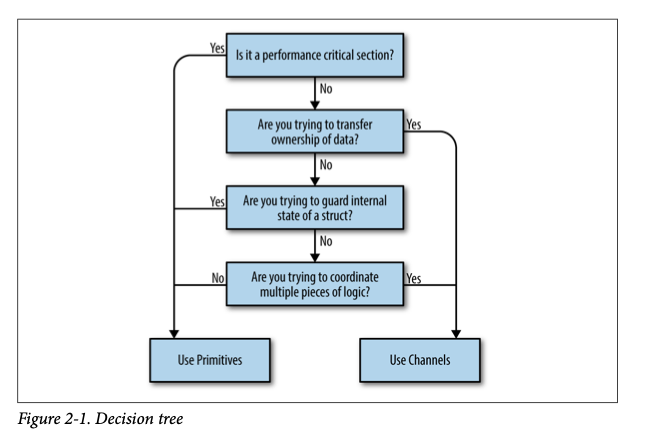 Yes
Is it a performance critical section?
No
Are you trying to transfer
ownership of data?
Yes
No
Yes
Are you trying to guard internal
state of a struct?
No
No
Are you trying to coordinate
multiple pieces of logic?
Yes
Use Primitives
Use Channels
Figure 2-1. Decision tree